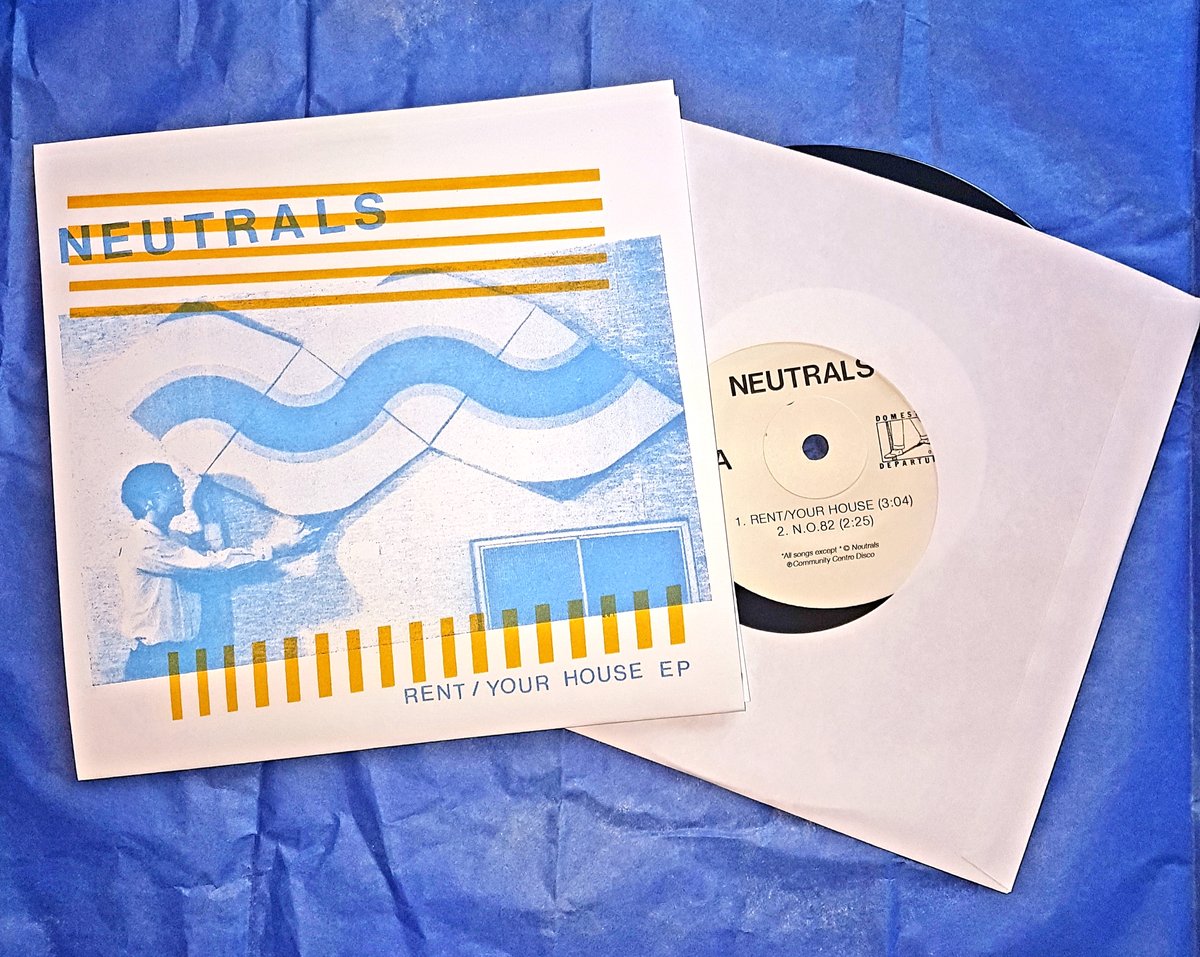 NEUTRALS
RENT/YOUR HOUSE EP
NEUTRALS
A
1. RENT/YOUR HOUSE (3:04)
2. N.O.82 (2:25)
*All songs except * © Neutrals
℗Community Centre Disco